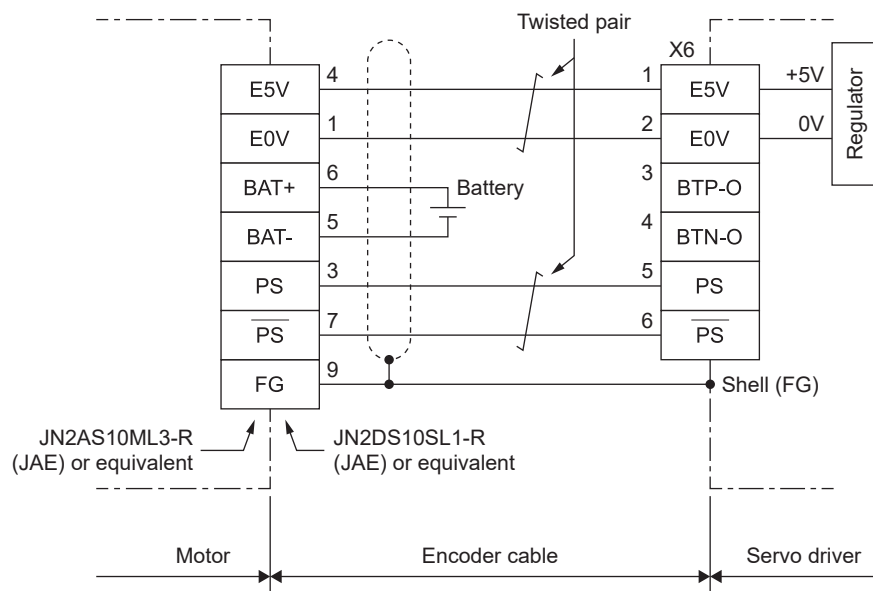 Twisted pair
X6
4
1
E5V
E5V
+5V
1
2
E0V
E0V
0V
Regulator
6
3
BAT+
Battery
BTP-O
5
4
BAT-
BTN-O
3
5
PS
PS
7
6
P̅S̅
P̅S̅
9
FG
Shell (FG)
JN2AS10ML3-R
(JAE) or equivalent
JN2DS10SL1-R
(JAE) or equivalent
Motor
Encoder cable
Servo driver